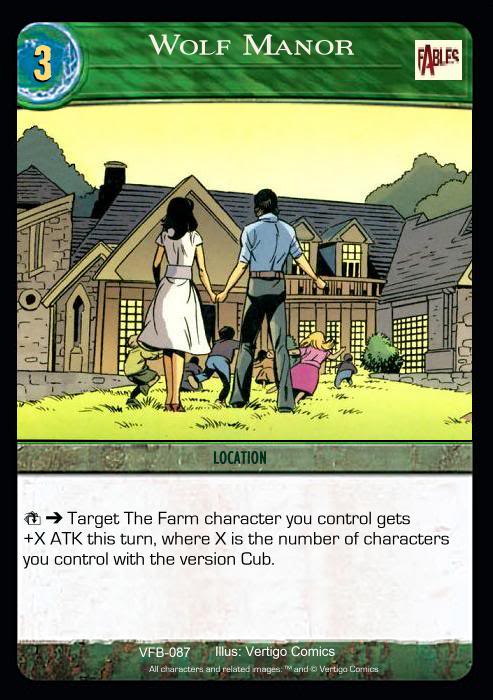 3
WOLF MANOR
FABLES
LOCATION
➔ Target The Farm character you control gets
+X ATK this turn, where X is the number of characters
you control with the version Cub.
VFB-087 Illus: Vertigo Comics
All characters and related images: ™ and © Vertigo Comics